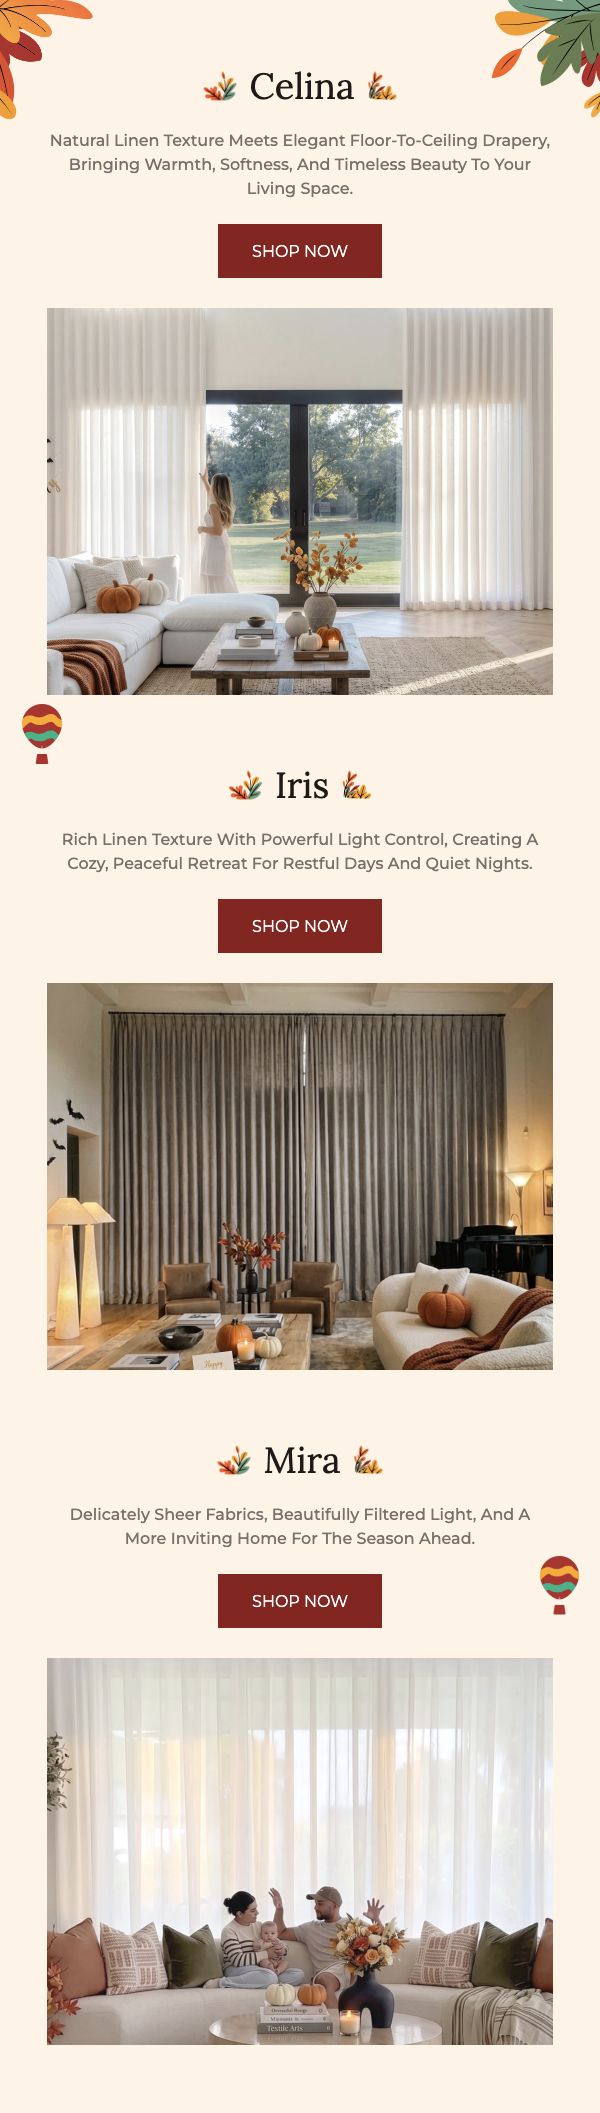 Celina
Natural Linen Texture Meets Elegant Floor-To-Ceiling Drapery,
Bringing Warmth, Softness, And Timeless Beauty To Your
Living Space.
SHOP NOW
Iris
Rich Linen Texture With Powerful Light Control, Creating A
Cozy, Peaceful Retreat For Restful Days And Quiet Nights.
SHOP NOW
Happy
Mira
Delicately Sheer Fabrics, Beautifully Filtered Light, And A
More Inviting Home For The Season Ahead.
SHOP NOW
Textile Arts